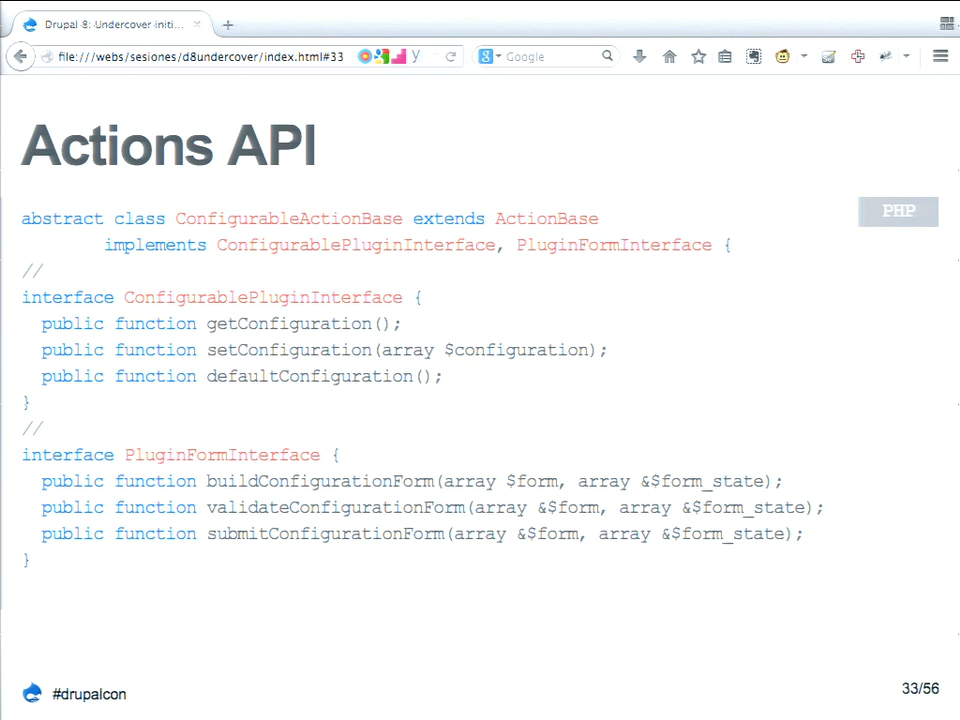 Drupal 8: Undercover initi...
file:///webs/sesiones/d8undercover/index.html#33
Google
Actions API
PHP
abstract class ConfigurableActionBase extends ActionBase
implements ConfigurablePluginInterface, PluginFormInterface {
//
interface ConfigurablePluginInterface {
public function getConfiguration();
public function setConfiguration(array $configuration);
public function defaultConfiguration();
}
//
interface PluginFormInterface {
public function buildConfigurationForm(array $form, array &$form_state);
public function validateConfigurationForm(array &$form, array &$form_state);
public function submitConfigurationForm(array &$form, array &$form_state);
}
#drupalcon
33/56